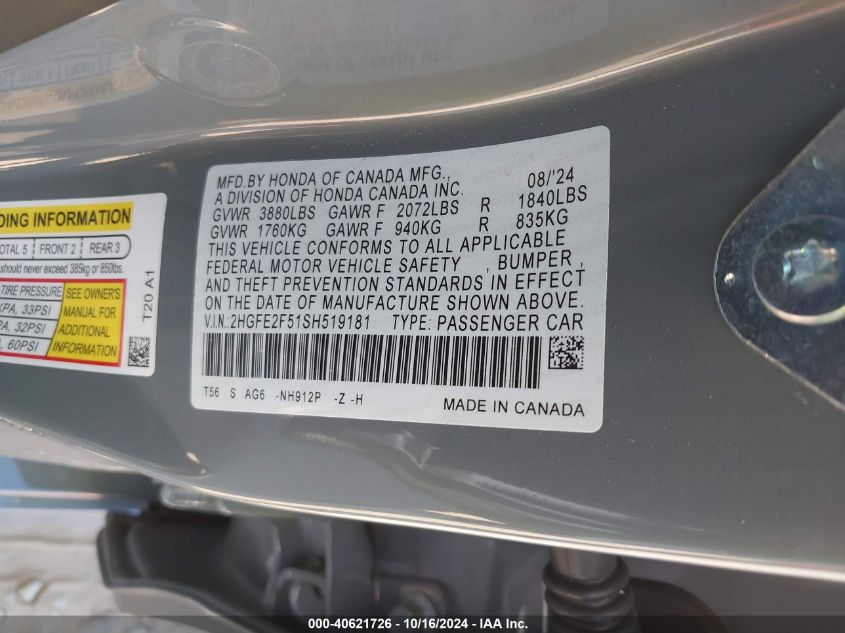 MFD.BY HONDA OF CANADA MFG., 08/'24
A DIVISION OF HONDA CANADA INC.
GVWR 3880LBS GAWR F 2072LBS R 1840LBS
GVWR 1760KG GAWR F 940KG R 835KG
THIS VEHICLE CONFORMS TO ALL APPLICABLE
FEDERAL MOTOR VEHICLE SAFETY , BUMPER ,
AND THEFT PREVENTION STANDARDS IN EFFECT
ON THE DATE OF MANUFACTURE SHOWN ABOVE.
V.I.N: 2HGFE2F51SH519181 TYPE: PASSENGER CAR
T56 S AG6 -NH912P -Z -H
MADE IN CANADA
DING INFORMATION
OTAL 5 FRONT 2 REAR 3
should never exceed 385kg or 850lbs.
TIRE PRESSURE
KPA, 33PSI
PA, 32PSI
, 60PSI
SEE OWNER'S
MANUAL FOR
ADDITIONAL
INFORMATION
T20 A1
000-40621726 - 10/16/2024 - IAA Inc.